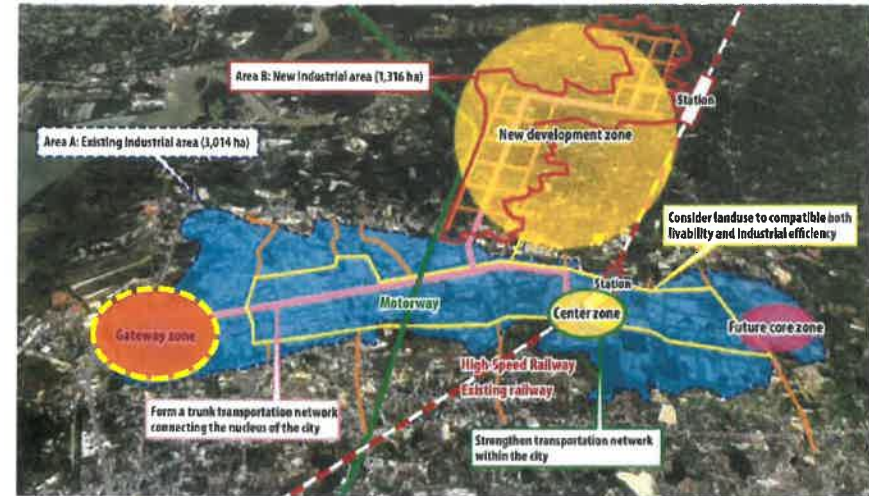 Area B: New industrial area (1,316 ha)
Station
New development zone
Area A: Existing industrial area (3,014 ha)
Consider landuse to compatible both
livability and industrial efficiency
Station
Motorway
Center zone
Gateway zone
Future core zone
High-Speed Railway
Existing railway
Form a trunk transportation network
connecting the nucleus of the city
Strengthen transportation network
within the city